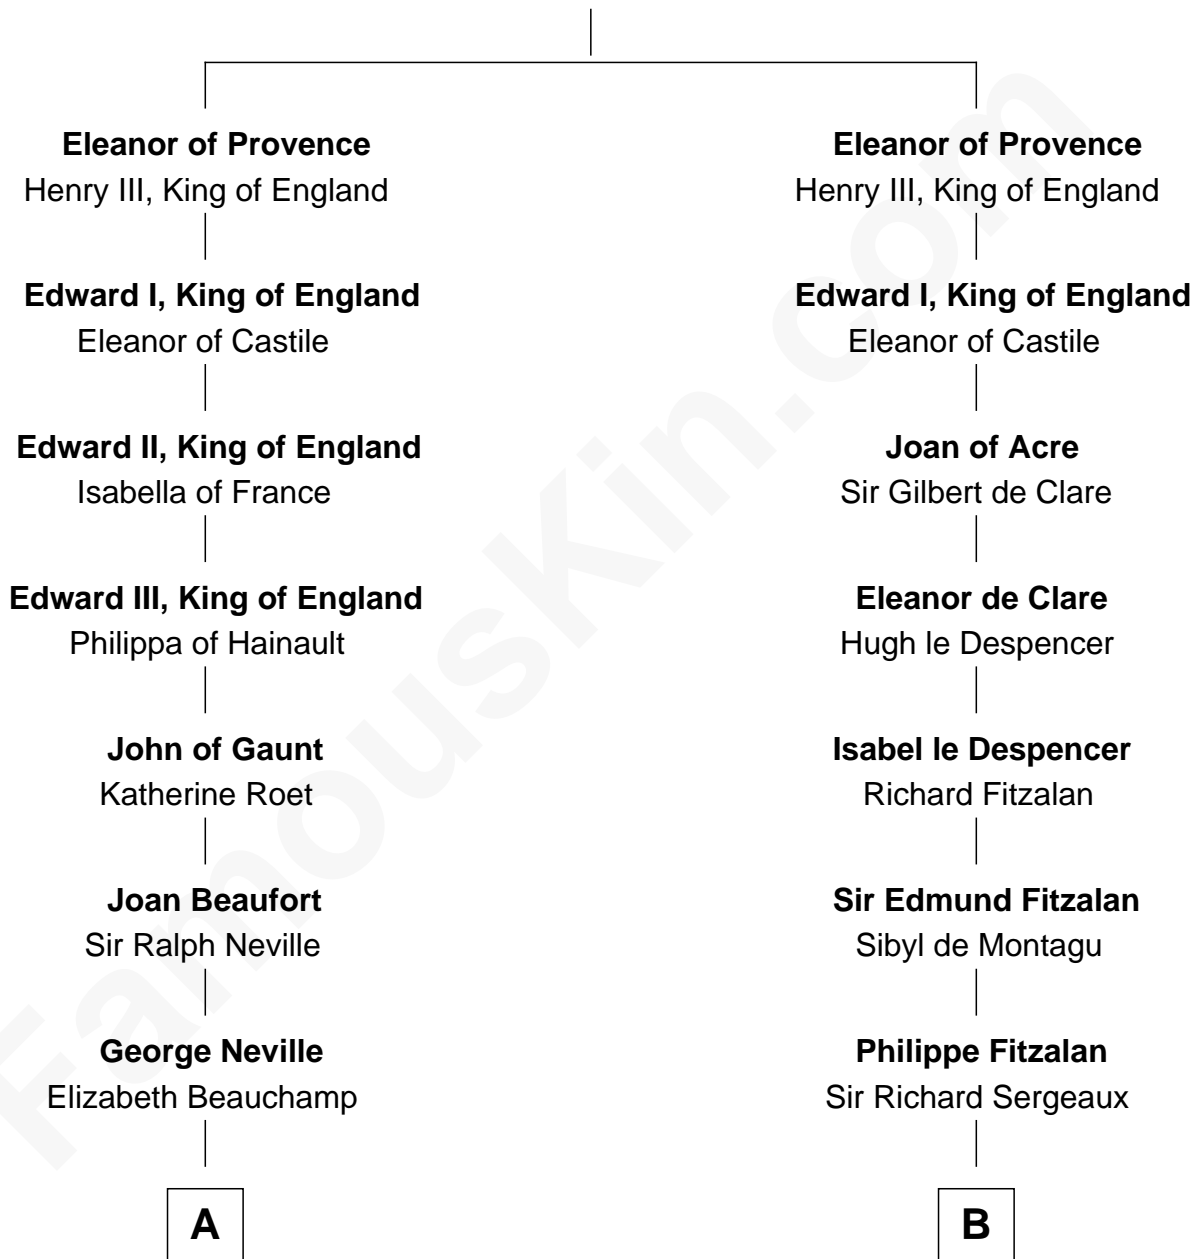 Eleanor of Provence
Henry III, King of England
Edward I, King of England
Eleanor of Castile
Edward II, King of England
Isabella of France
Edward III, King of England
Philippa of Hainault
John of Gaunt
Katherine Roet
Joan Beaufort
Sir Ralph Neville
George Neville
Elizabeth Beauchamp
A
Eleanor of Provence
Henry III, King of England
Edward I, King of England
Eleanor of Castile
Joan of Acre
Sir Gilbert de Clare
Eleanor de Clare
Hugh le Despencer
Isabel le Despencer
Richard Fitzalan
Sir Edmund Fitzalan
Sibyl de Montagu
Philippe Fitzalan
Sir Richard Sergeaux
B
FamousKin.com